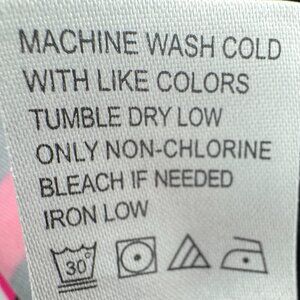 MACHINE WASH COLD
WITH LIKE COLORS
TUMBLE DRY LOW
ONLY NON-CHLORINE
BLEACH IF NEEDED
IRON LOW
30°